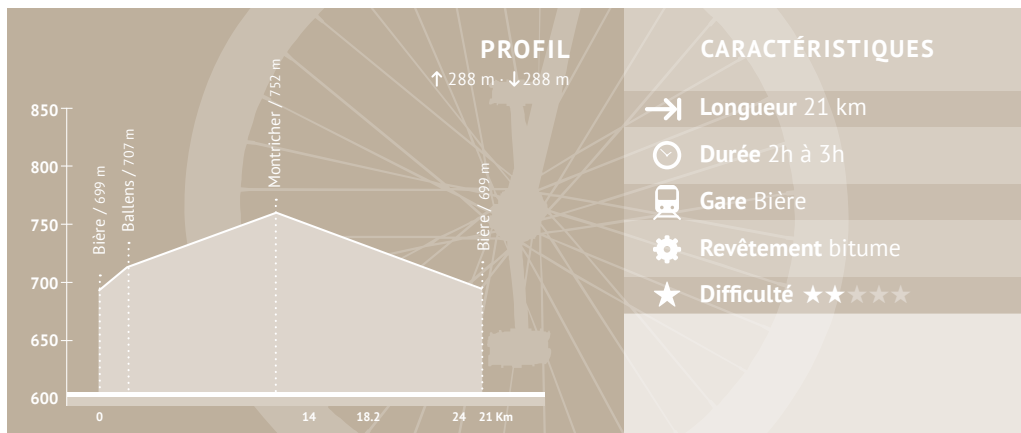 PROFIL
↑ 288 m · ↓ 288 m
850
800
750
700
650
600
Bière / 699 m
Ballens / 707 m
Montricher / 752 m
Bière / 699 m
0
14
18.2
24
21 Km
CARACTÉRISTIQUES
Longueur 21 km
Durée 2h à 3h
Gare Bière
Revêtement bitume
Difficulté